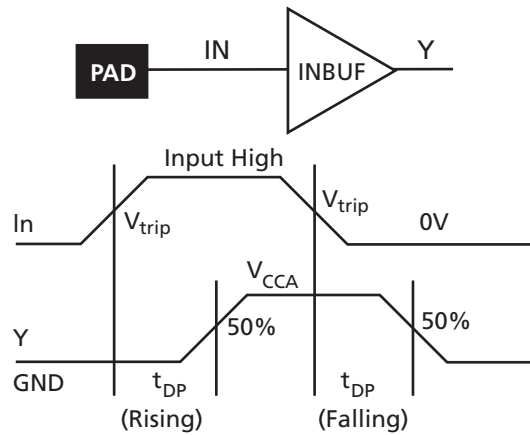 PAD
IN
INBUF
Y
Input High
In
Vtrip
Vtrip
0V
VCCA
Y
50%
50%
GND
tDP
tDP
(Rising)
(Falling)